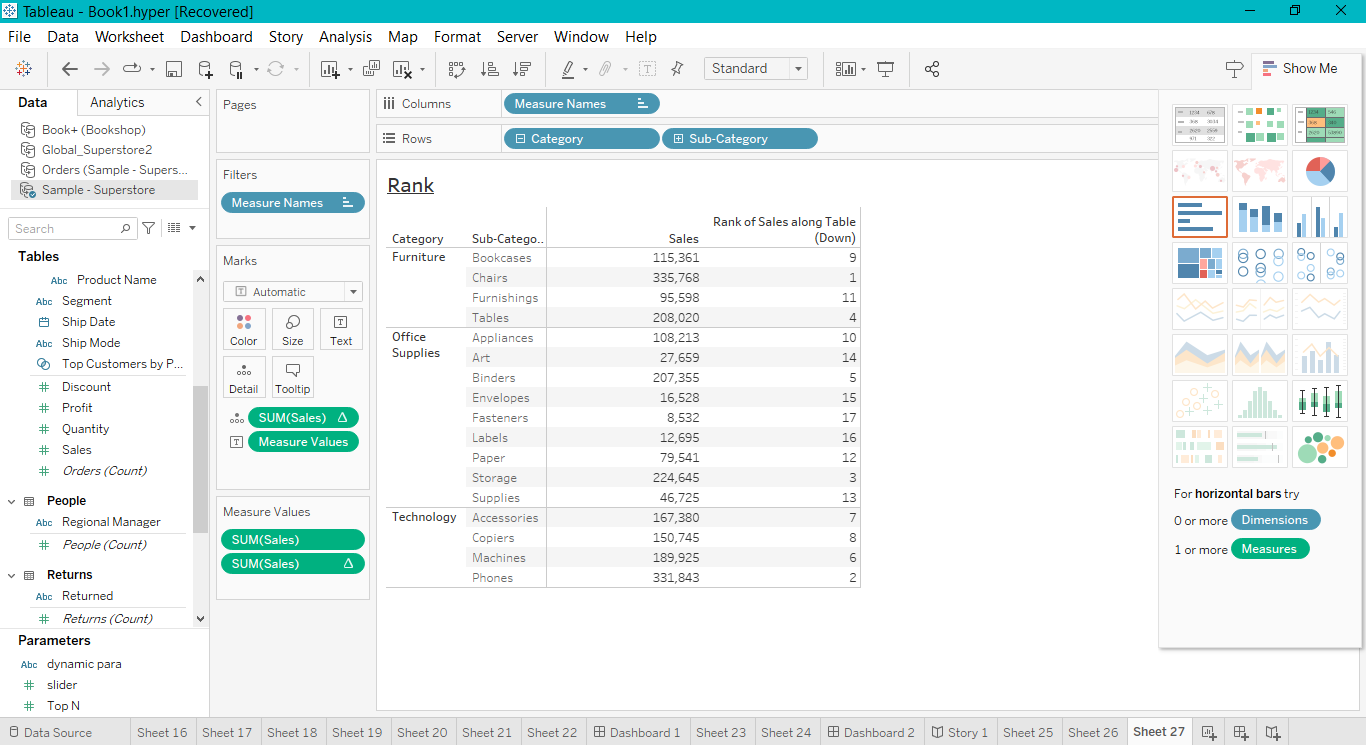 Tableau - Book1.hyper [Recovered]
File Data Worksheet Dashboard Story Analysis Map Format Server Window Help
Standard
Show Me
Data Analytics
Book+ (Bookshop)
Global_Superstore2
Orders (Sample - Supers...
Sample - Superstore
Search
Tables
Abc Product Name
Abc Segment
Ship Date
Abc Ship Mode
Top Customers by P...
Discount
Profit
Quantity
Sales
Orders (Count)
People
Abc Regional Manager
People (Count)
Returns
Abc Returned
Returns (Count)
Parameters
Abc dynamic para
slider
Top N
Pages
Filters
Measure Names
Marks
Automatic
Color Size Text
Detail Tooltip
SUM(Sales)
Measure Values
Measure Values
SUM(Sales)
SUM(Sales)
Columns Measure Names
Rows Category Sub-Category
Rank
Rank of Sales along Table
Category Sub-Catego.. Sales (Down)
Furniture Bookcases 115,361 9
Chairs 335,768 1
Furnishings 95,598 11
Tables 208,020 4
Office Appliances 108,213 10
Supplies Art 27,659 14
Binders 207,355 5
Envelopes 16,528 15
Fasteners 8,532 17
Labels 12,695 16
Paper 79,541 12
Storage 224,645 3
Supplies 46,725 13
Technology Accessories 167,380 7
Copiers 150,745 8
Machines 189,925 6
Phones 331,843 2
For horizontal bars try
0 or more Dimensions
1 or more Measures
Data Source Sheet 16 Sheet 17 Sheet 18 Sheet 19 Sheet 20 Sheet 21 Sheet 22 Dashboard 1 Sheet 23 Sheet 24 Dashboard 2 Story 1 Sheet 25 Sheet 26 Sheet 27